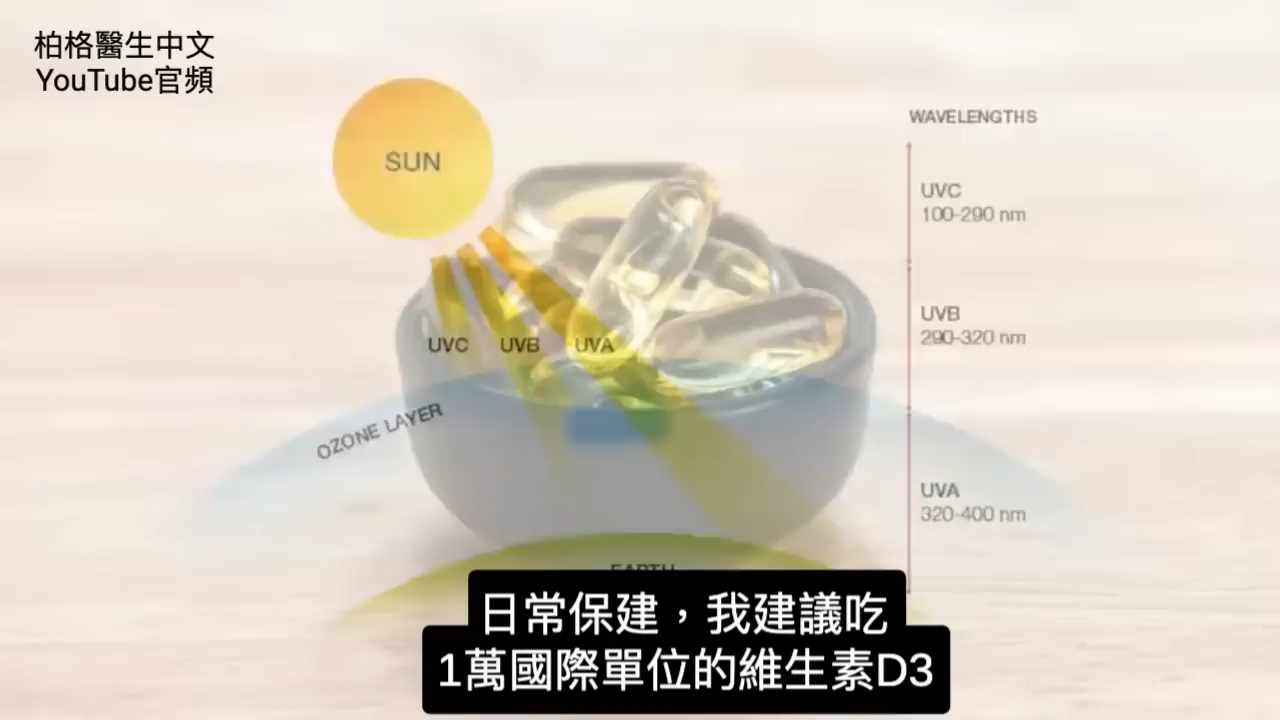 柏格醫生中文
YouTube官頻
SUN
WAVELENGTHS
UVC
100-290 nm
UVB
290-320 nm
UVC UVB UVA
OZONE LAYER
UVA
320-400 nm
EARTH
日常保建，我建議吃
1萬國際單位的維生素D3